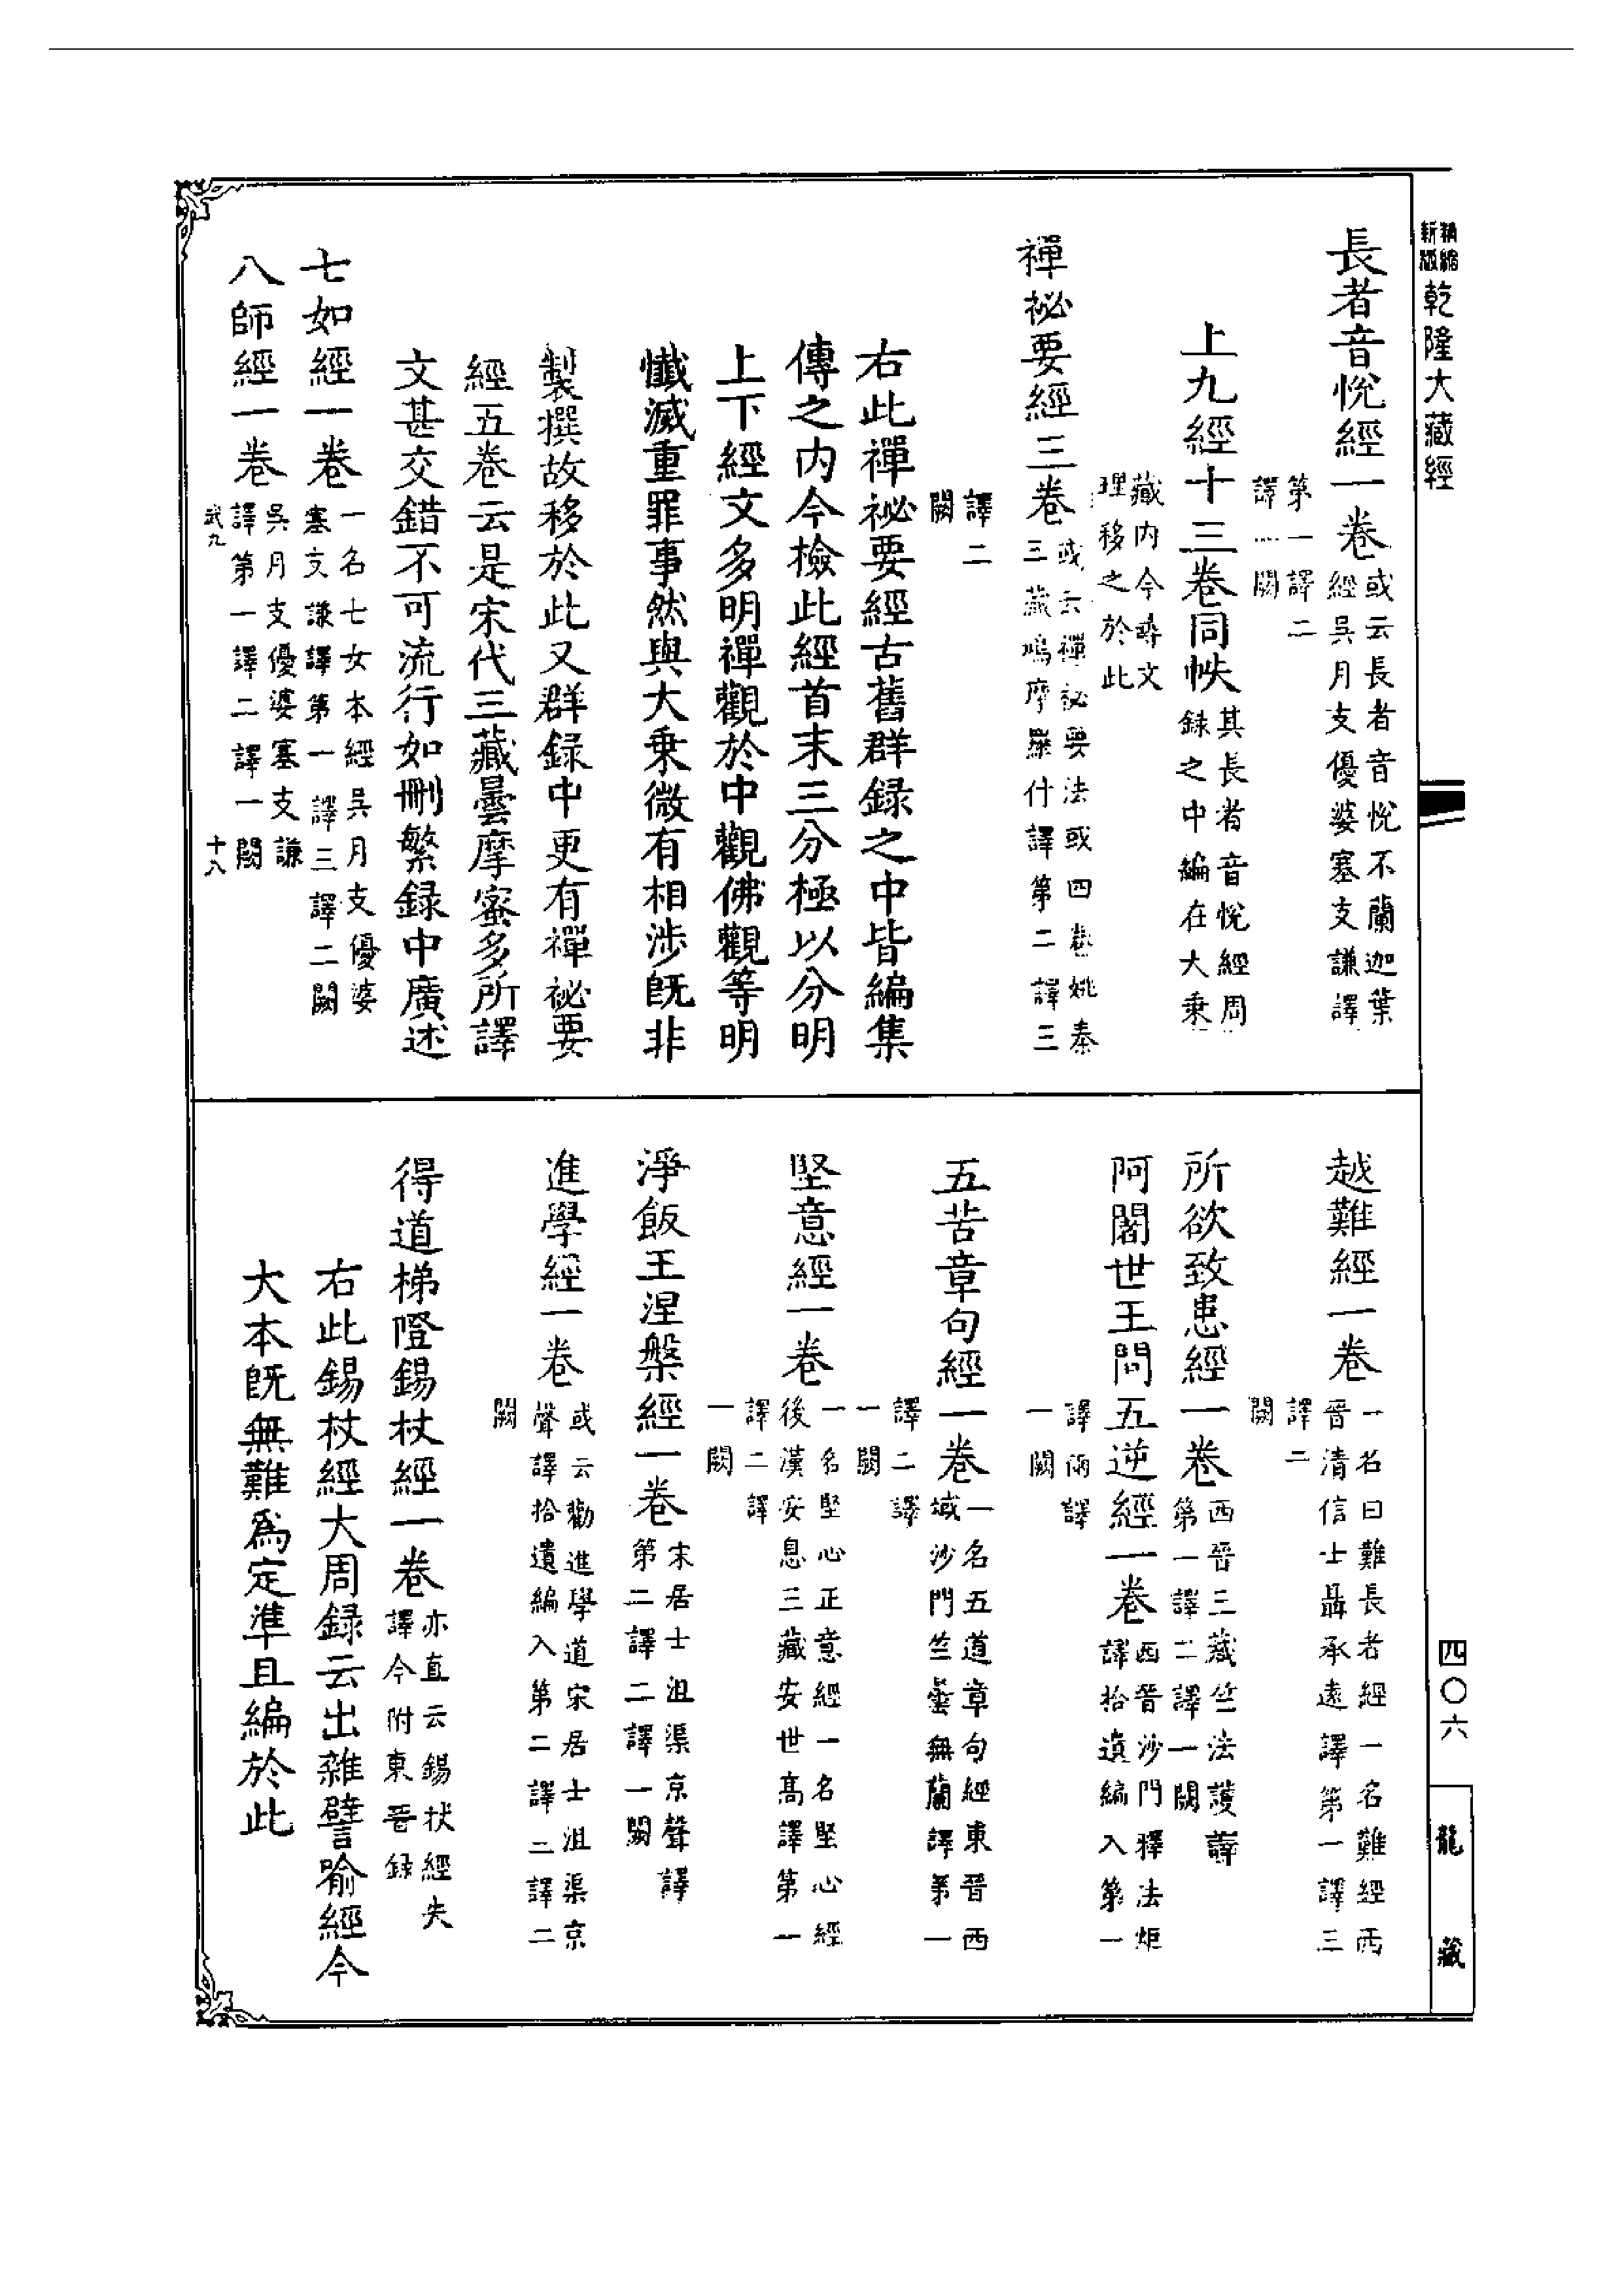 乾隆大藏經
長者音悅經一卷
或云長者音悅不蘭迦葉
經吳月支優婆塞支謙譯
第一譯二
譯一闕
上九經十三卷同帙
其長者音悅經周
錄之中編在大乘
藏内今尋文
理移之於此
禪祕要經三卷
或云禪祕要法或四卷姚秦
三藏鳩摩羅什譯第二譯三
譯二
闕
右此禪祕要經古舊群録之中皆編集
傳之内今檢此經首末三分極以分明
上下經文多明禪觀於中觀佛觀等明
懺滅重罪事然與大乗微有相涉既非
製撰故移於此又群録中更有禪祕要
經五卷云是宋代三藏曇摩蜜多所譯
文甚交錯不可流行如刪繁録中廣述
七如經一卷
一名七女本經吳月支優婆
塞支謙譯第一譯三譯二闕
八師經一卷
吳月支優婆塞支謙
譯第一譯二譯一闕
武九
十八
越難經一卷
一名曰難長者經一名難經西
晉清信士聶承遠譯第一譯三
譯二
闕
所欲致患經一卷
西晉三藏竺法護譯
第一譯二譯一闕
阿闍世王問五逆經一卷
西晉沙門釋法炬
譯拾遺編入第一
譯兩譯
一闕
五苦章句經一卷
一名五道章句經東晉西
域沙門竺曇無蘭譯第一
譯二譯
一闕
堅意經一卷
一名堅心正意經一名堅心經
後漢安息三藏安世高譯第一
譯二譯
一闕
淨飯王涅槃經一卷
宋居士沮渠京聲譯
第二譯二譯一闕
進學經一卷
或云勸進學道宋居士沮渠京
聲譯拾遺編入第二譯三譯二
闕
得道梯隥錫杖經一卷
亦直云錫杖經失
譯今附東晉録
右此錫杖經大周録云出雜譬喻經今
大本既無難為定準且編於此
四〇六
龍藏